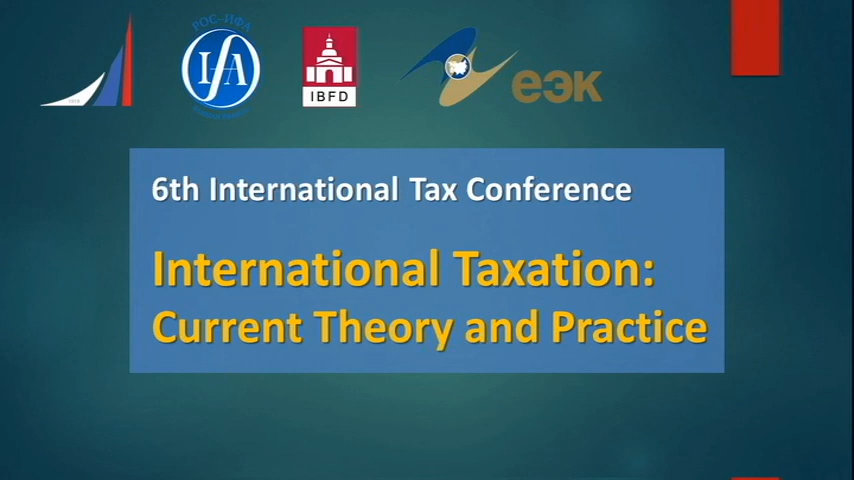 РОС-ИФА
IFA
IBFD
ЕЭК
6th International Tax Conference
International Taxation:
Current Theory and Practice